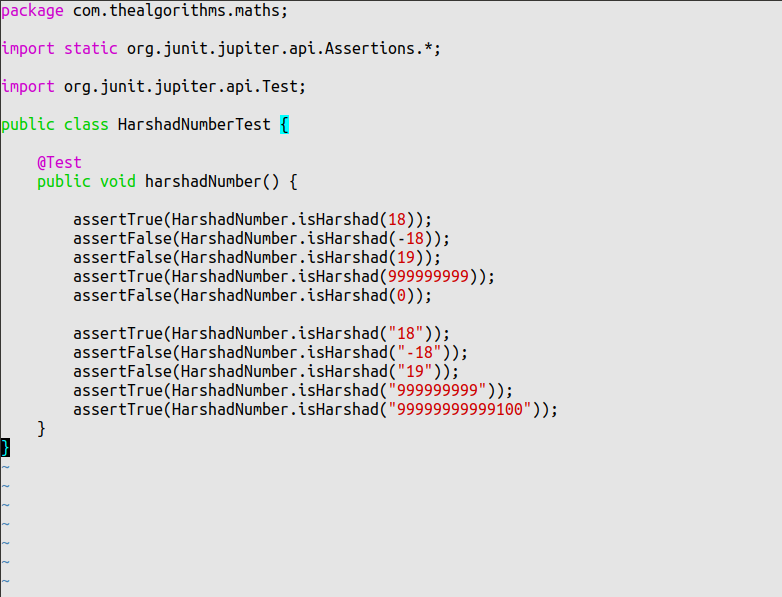 package com.thealgorithms.maths;
import static org.junit.jupiter.api.Assertions.*;
import org.junit.jupiter.api.Test;
public class HarshadNumberTest {
@Test
public void harshadNumber() {
assertTrue(HarshadNumber.isHarshad(18));
assertFalse(HarshadNumber.isHarshad(-18));
assertFalse(HarshadNumber.isHarshad(19));
assertTrue(HarshadNumber.isHarshad(999999999));
assertFalse(HarshadNumber.isHarshad(0));
assertTrue(HarshadNumber.isHarshad("18"));
assertFalse(HarshadNumber.isHarshad("-18"));
assertFalse(HarshadNumber.isHarshad("19"));
assertTrue(HarshadNumber.isHarshad("999999999"));
assertTrue(HarshadNumber.isHarshad("99999999999100"));
}
}
~
~
~
~
~
~
~